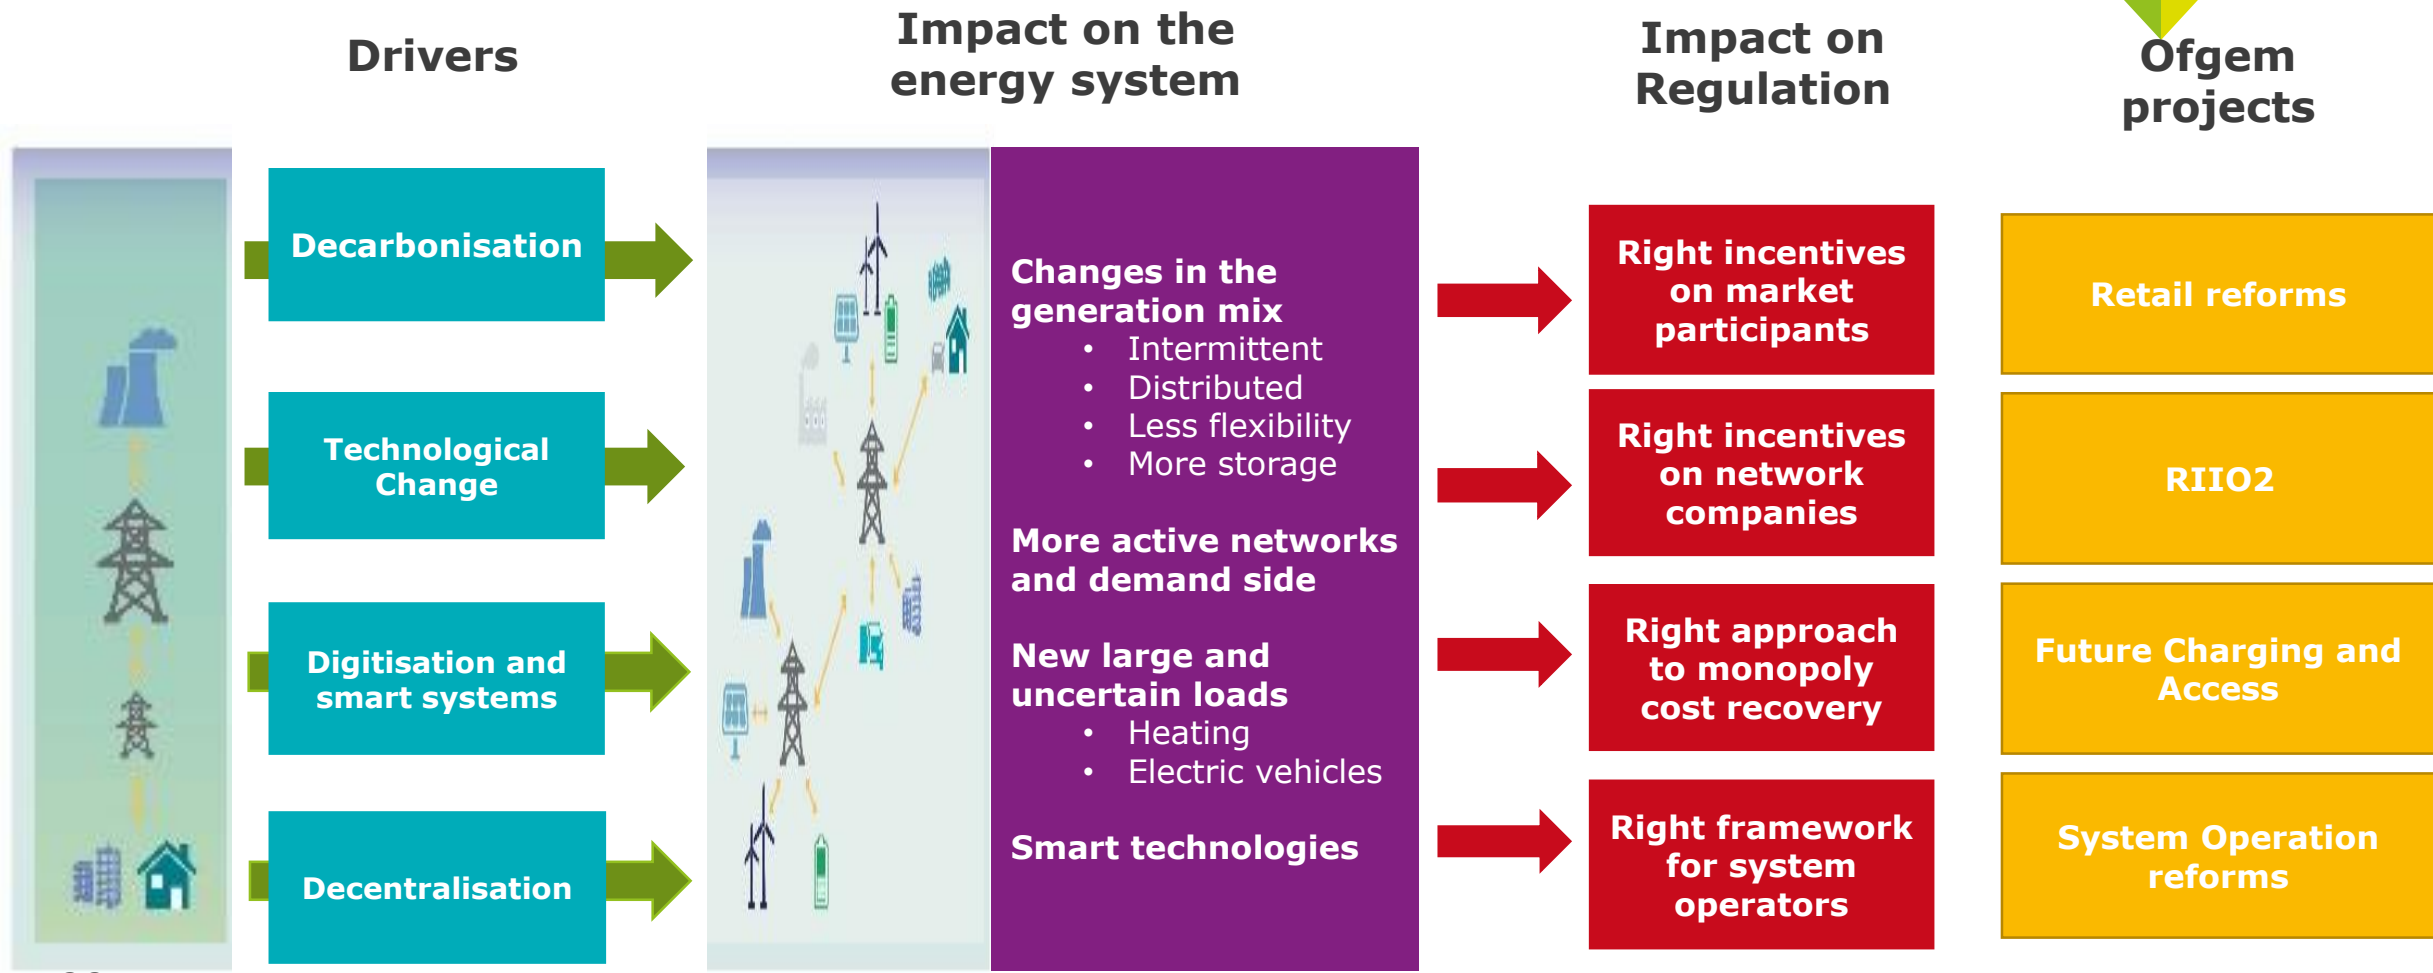 Drivers
Impact on the
energy system
Impact on
Regulation
Ofgem
projects
Decarbonisation
Technological
Change
Digitisation and
smart systems
Decentralisation
Changes in the
generation mix
• Intermittent
• Distributed
• Less flexibility
• More storage
More active networks
and demand side
New large and
uncertain loads
• Heating
• Electric vehicles
Smart technologies
Right incentives
on market
participants
Right incentives
on network
companies
Right approach
to monopoly
cost recovery
Right framework
for system
operators
Retail reforms
RIIO2
Future Charging and
Access
System Operation
reforms